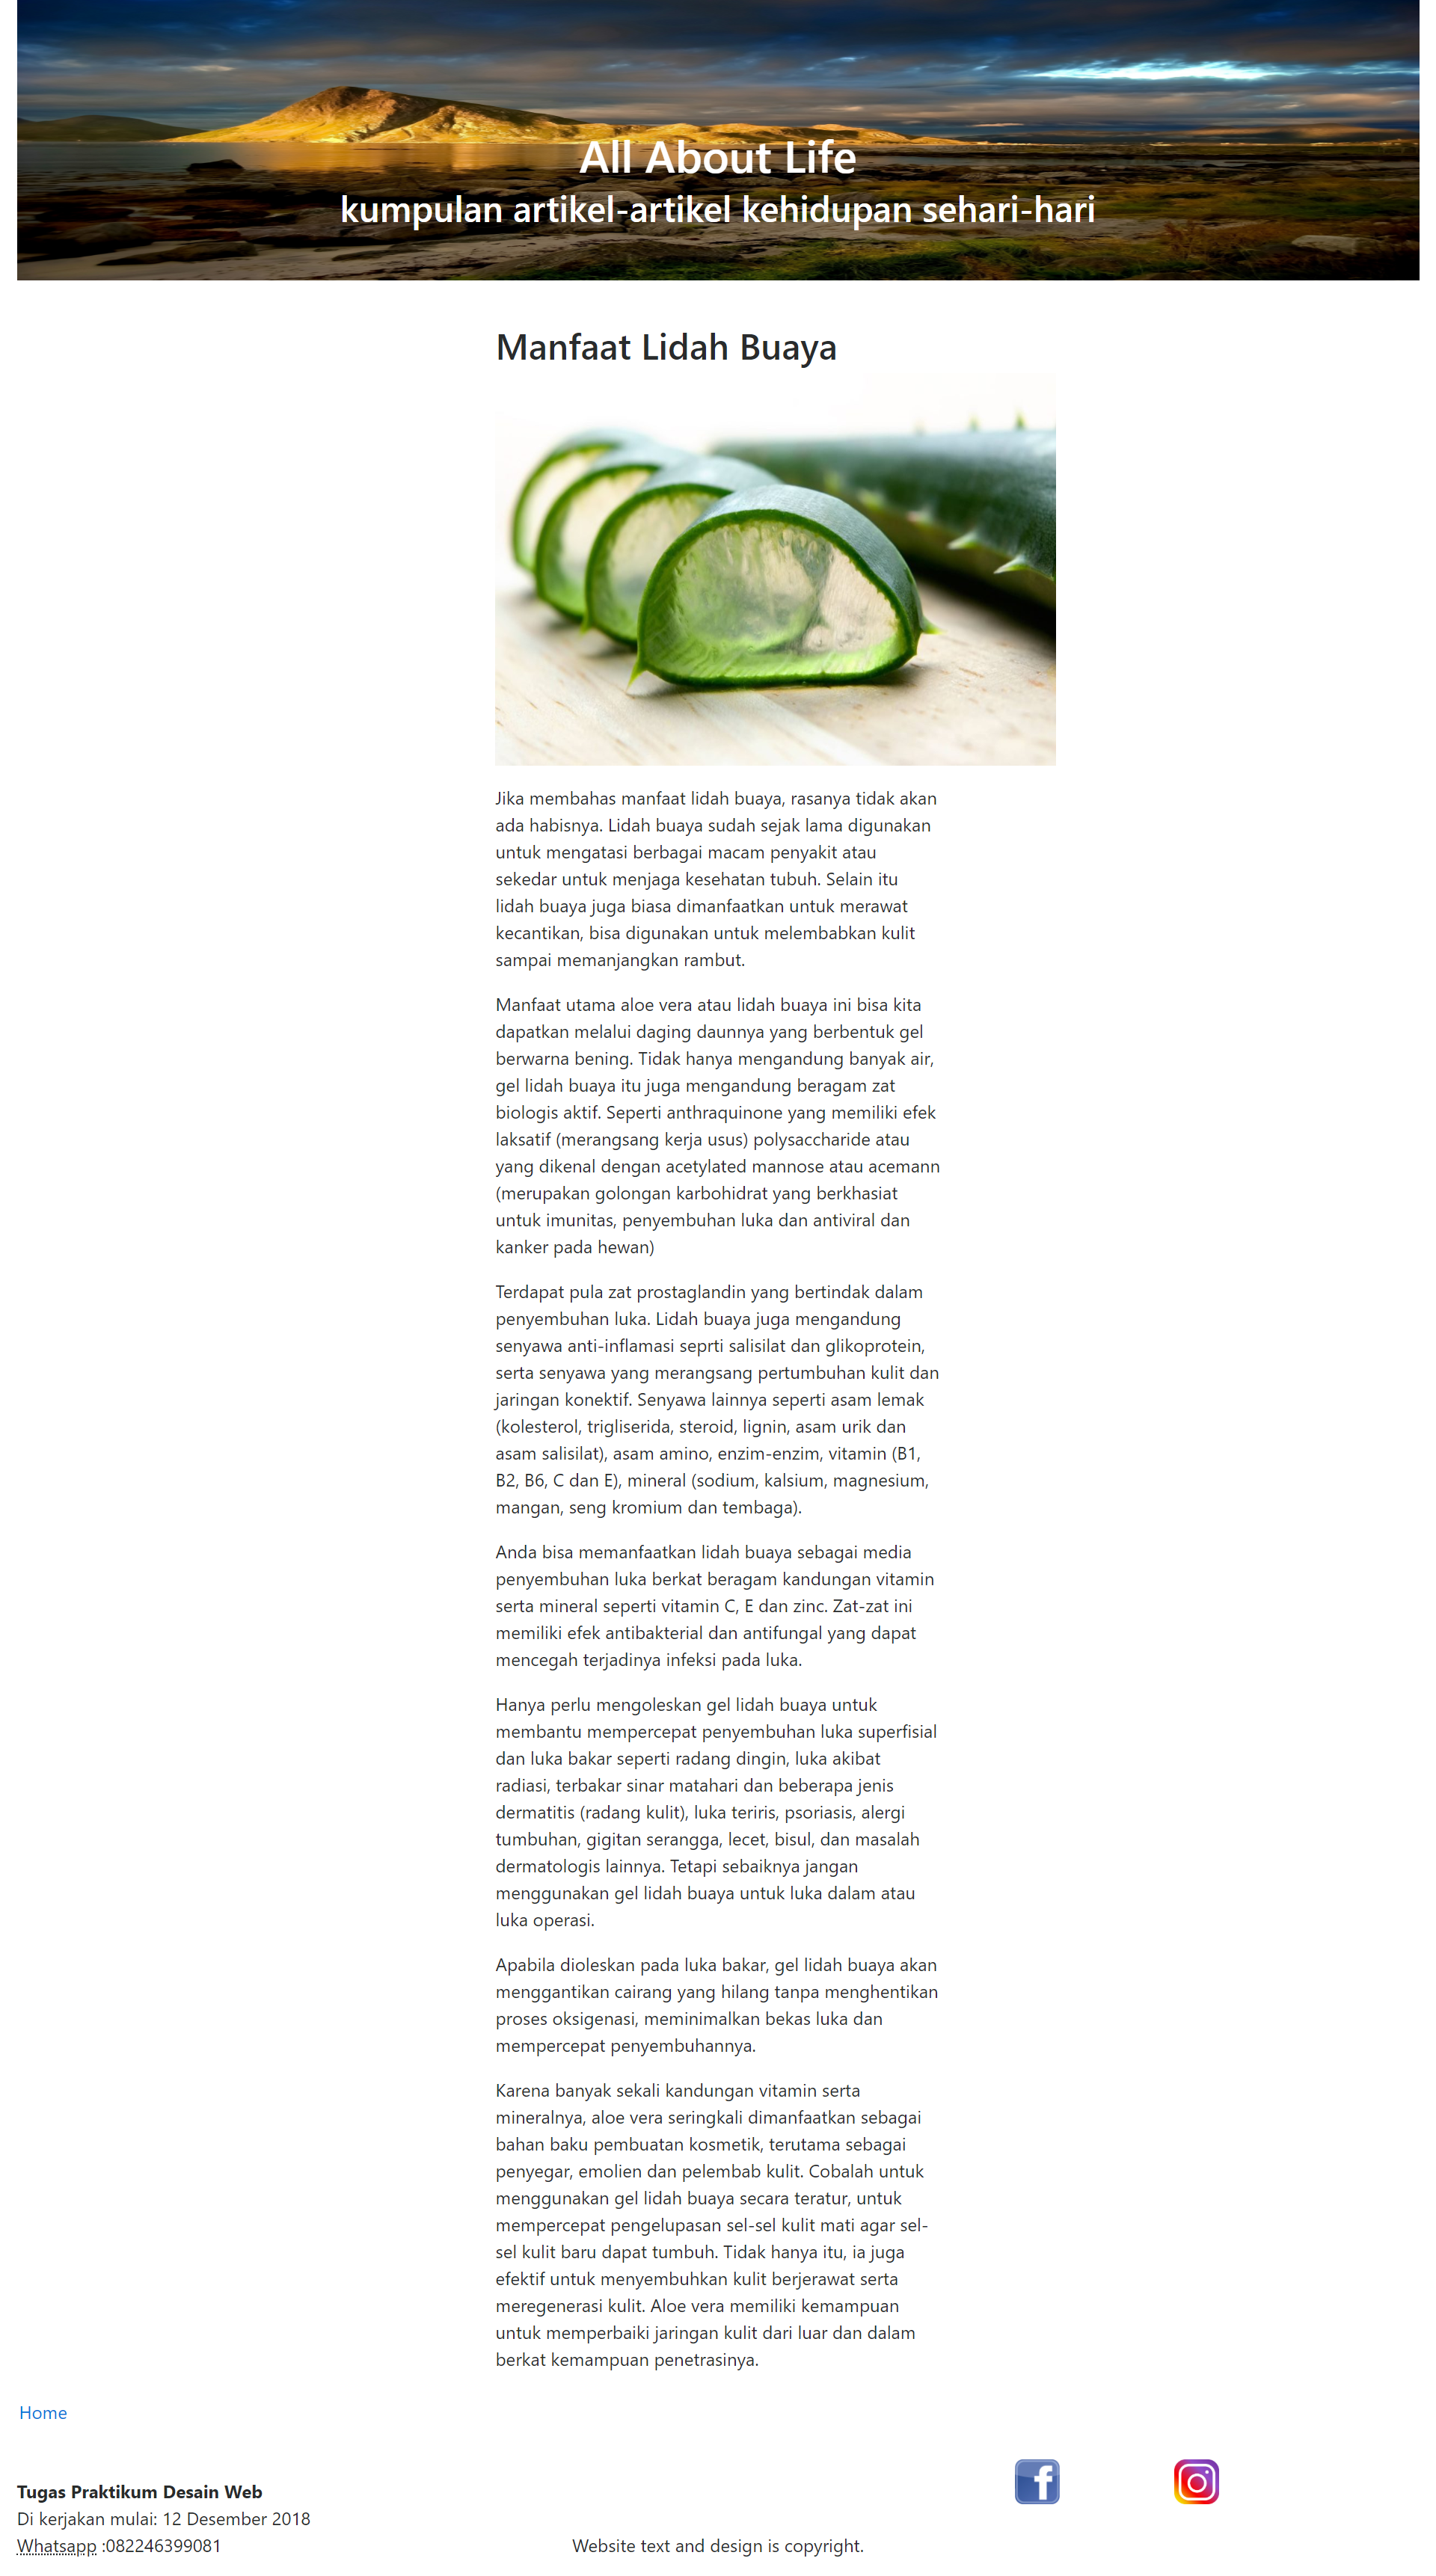 All About Life
kumpulan artikel-artikel kehidupan sehari-hari
Manfaat Lidah Buaya
Jika membahas manfaat lidah buaya, rasanya tidak akan
ada habisnya. Lidah buaya sudah sejak lama digunakan
untuk mengatasi berbagai macam penyakit atau
sekedar untuk menjaga kesehatan tubuh. Selain itu
lidah buaya juga biasa dimanfaatkan untuk merawat
kecantikan, bisa digunakan untuk melembabkan kulit
sampai memanjangkan rambut.
Manfaat utama aloe vera atau lidah buaya ini bisa kita
dapatkan melalui daging daunnya yang berbentuk gel
berwarna bening. Tidak hanya mengandung banyak air,
gel lidah buaya itu juga mengandung beragam zat
biologis aktif. Seperti anthraquinone yang memiliki efek
laksatif (merangsang kerja usus) polysaccharide atau
yang dikenal dengan acetylated mannose atau acemann
(merupakan golongan karbohidrat yang berkhasiat
untuk imunitas, penyembuhan luka dan antiviral dan
kanker pada hewan)
Terdapat pula zat prostaglandin yang bertindak dalam
penyembuhan luka. Lidah buaya juga mengandung
senyawa anti-inflamasi seprti salisilat dan glikoprotein,
serta senyawa yang merangsang pertumbuhan kulit dan
jaringan konektif. Senyawa lainnya seperti asam lemak
(kolesterol, trigliserida, steroid, lignin, asam urik dan
asam salisilat), asam amino, enzim-enzim, vitamin (B1,
B2, B6, C dan E), mineral (sodium, kalsium, magnesium,
mangan, seng kromium dan tembaga).
Anda bisa memanfaatkan lidah buaya sebagai media
penyembuhan luka berkat beragam kandungan vitamin
serta mineral seperti vitamin C, E dan zinc. Zat-zat ini
memiliki efek antibakterial dan antifungal yang dapat
mencegah terjadinya infeksi pada luka.
Hanya perlu mengoleskan gel lidah buaya untuk
membantu mempercepat penyembuhan luka superfisial
dan luka bakar seperti radang dingin, luka akibat
radiasi, terbakar sinar matahari dan beberapa jenis
dermatitis (radang kulit), luka teriris, psoriasis, alergi
tumbuhan, gigitan serangga, lecet, bisul, dan masalah
dermatologis lainnya. Tetapi sebaiknya jangan
menggunakan gel lidah buaya untuk luka dalam atau
luka operasi.
Apabila dioleskan pada luka bakar, gel lidah buaya akan
menggantikan cairang yang hilang tanpa menghentikan
proses oksigenasi, meminimalkan bekas luka dan
mempercepat penyembuhannya.
Karena banyak sekali kandungan vitamin serta
mineralnya, aloe vera seringkali dimanfaatkan sebagai
bahan baku pembuatan kosmetik, terutama sebagai
penyegar, emolien dan pelembab kulit. Cobalah untuk
menggunakan gel lidah buaya secara teratur, untuk
mempercepat pengelupasan sel-sel kulit mati agar sel-
sel kulit baru dapat tumbuh. Tidak hanya itu, ia juga
efektif untuk menyembuhkan kulit berjerawat serta
meregenerasi kulit. Aloe vera memiliki kemampuan
untuk memperbaiki jaringan kulit dari luar dan dalam
berkat kemampuan penetrasinya.
Home
Tugas Praktikum Desain Web
Di kerjakan mulai: 12 Desember 2018
Whatsapp :082246399081
Website text and design is copyright.